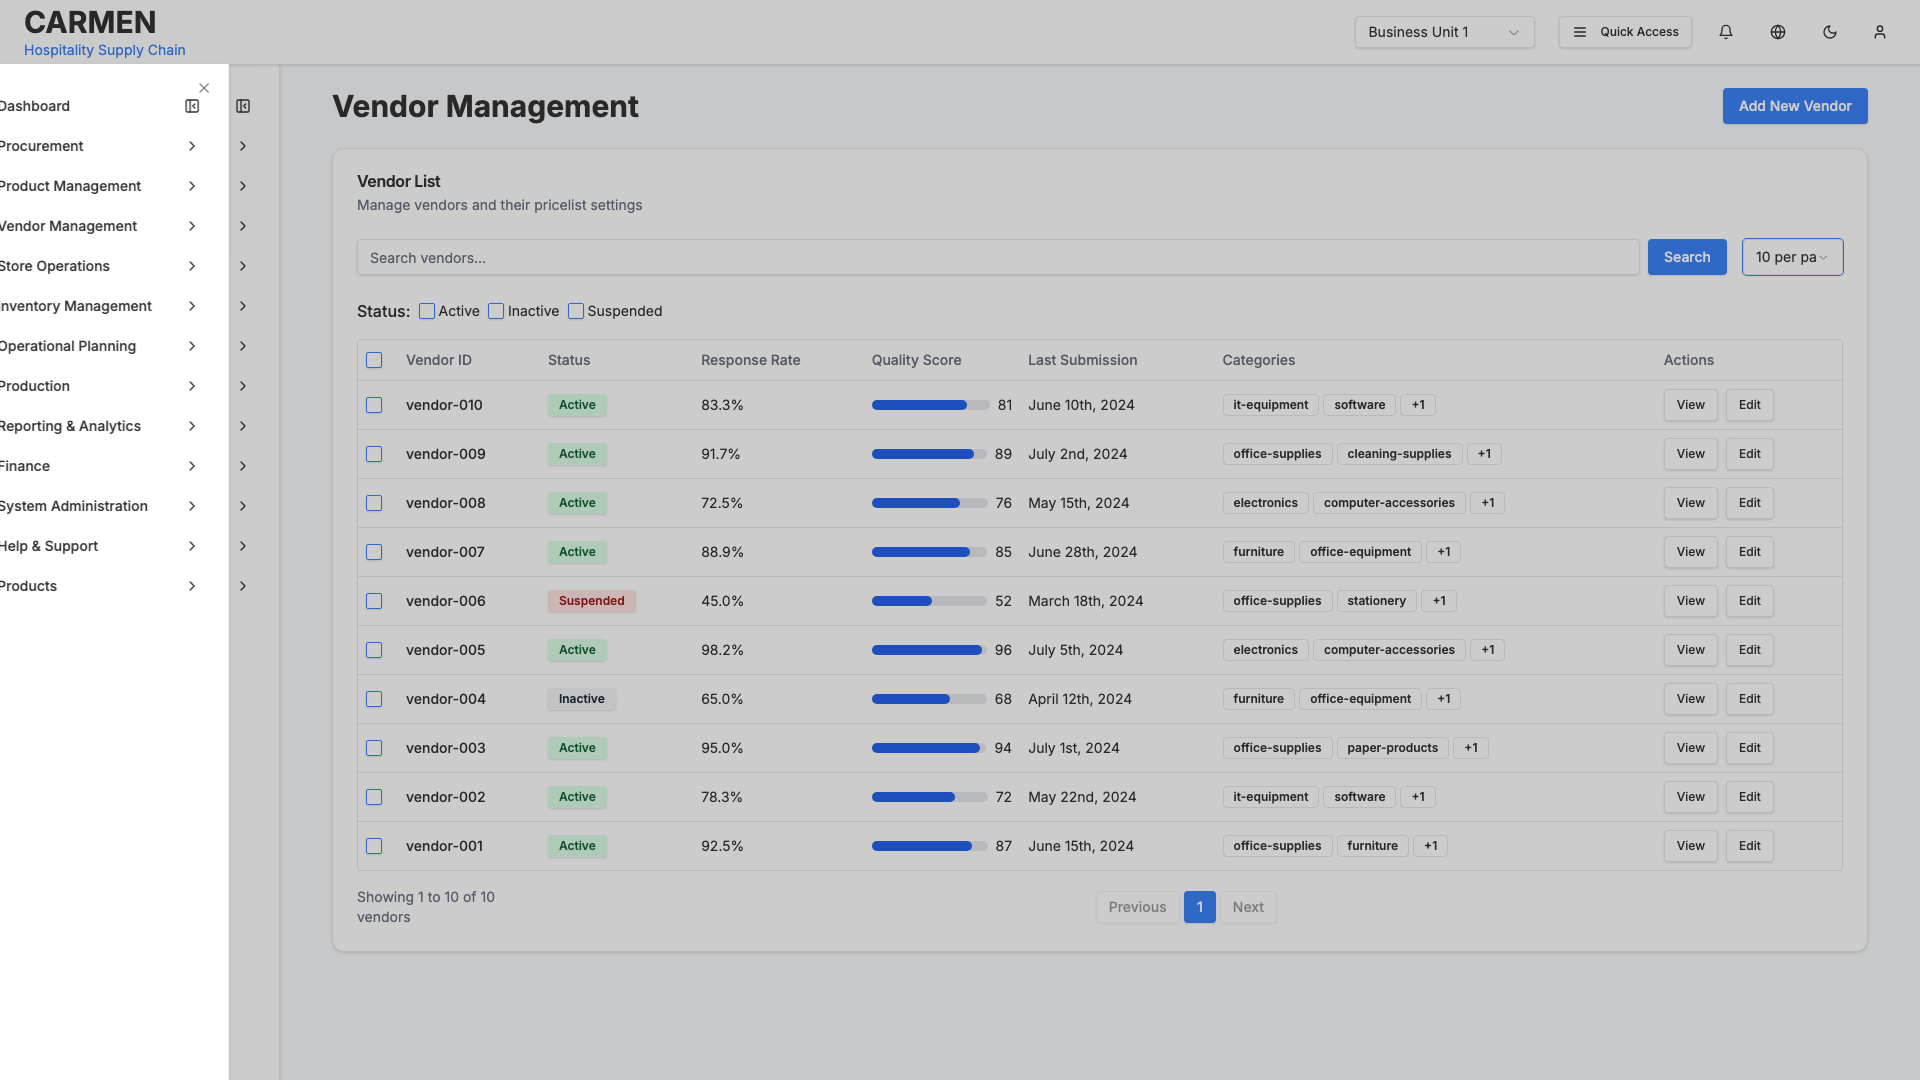 CARMEN
Hospitality Supply Chain
Business Unit 1
Quick Access
Dashboard
Procurement
Product Management
Vendor Management
Store Operations
Inventory Management
Operational Planning
Production
Reporting & Analytics
Finance
System Administration
Help & Support
Products
Vendor Management
Add New Vendor
Vendor List
Manage vendors and their pricelist settings
Search vendors...
Search
10 per pa
Status: Active Inactive Suspended
Vendor ID Status Response Rate Quality Score Last Submission Categories Actions
vendor-010 Active 83.3% 81 June 10th, 2024 it-equipment software +1 View Edit
vendor-009 Active 91.7% 89 July 2nd, 2024 office-supplies cleaning-supplies +1 View Edit
vendor-008 Active 72.5% 76 May 15th, 2024 electronics computer-accessories +1 View Edit
vendor-007 Active 88.9% 85 June 28th, 2024 furniture office-equipment +1 View Edit
vendor-006 Suspended 45.0% 52 March 18th, 2024 office-supplies stationery +1 View Edit
vendor-005 Active 98.2% 96 July 5th, 2024 electronics computer-accessories +1 View Edit
vendor-004 Inactive 65.0% 68 April 12th, 2024 furniture office-equipment +1 View Edit
vendor-003 Active 95.0% 94 July 1st, 2024 office-supplies paper-products +1 View Edit
vendor-002 Active 78.3% 72 May 22nd, 2024 it-equipment software +1 View Edit
vendor-001 Active 92.5% 87 June 15th, 2024 office-supplies furniture +1 View Edit
Showing 1 to 10 of 10
vendors
Previous 1 Next